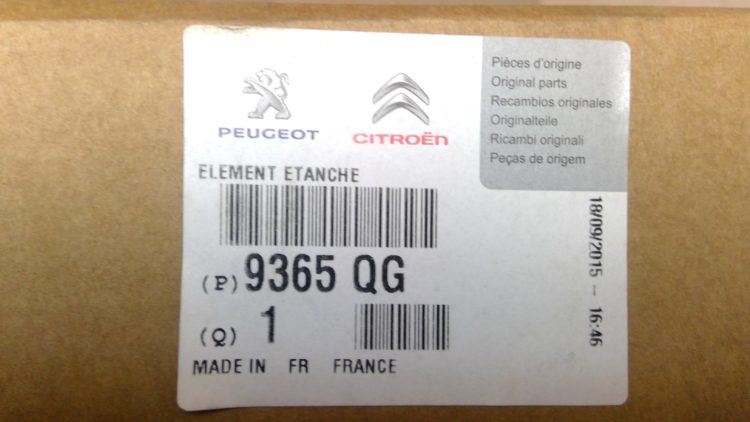 PEUGEOT
CITROËN
Pièces d'origine
Original parts
Recambios originales
Originalteile
Ricambi originali
Peças de origem
ELEMENT ETANCHE
(P) 9365 QG
(Q) 1
MADE IN FR FRANCE
18/09/2015 - 16:46